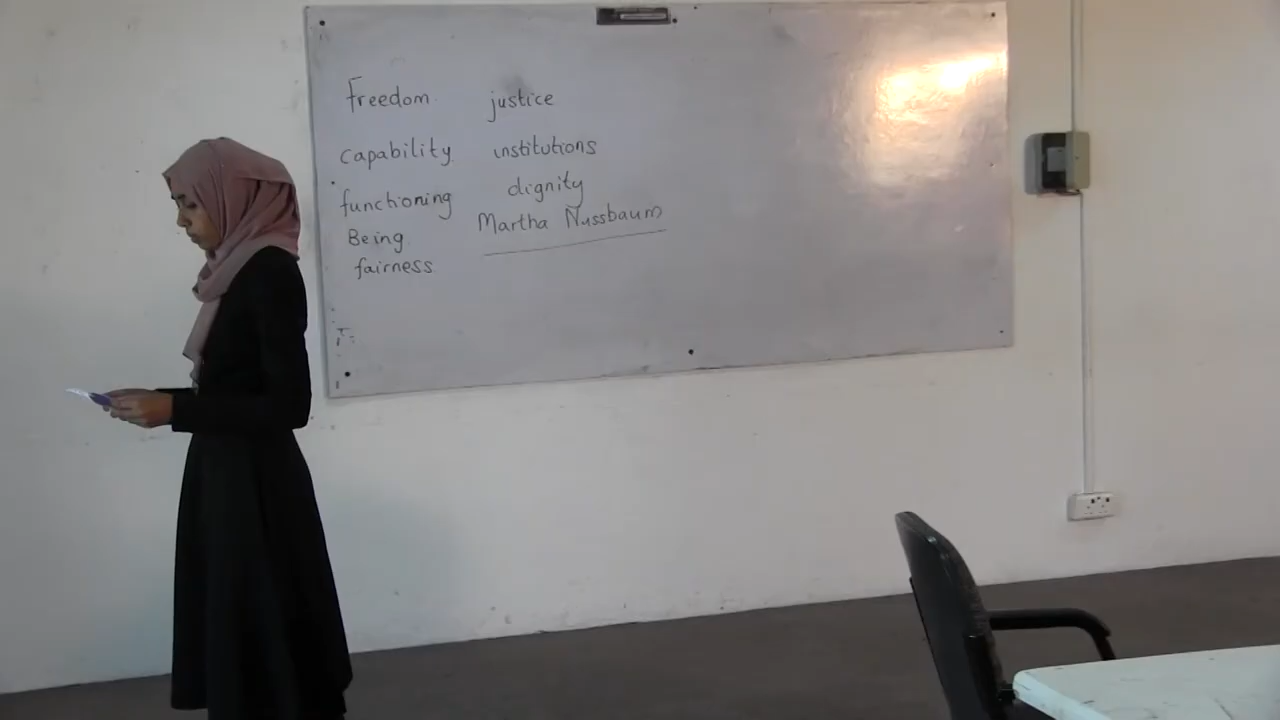 Freedom
capability
functioning
Being
fairness
justice
institutions
dignity
Martha Nussbaum